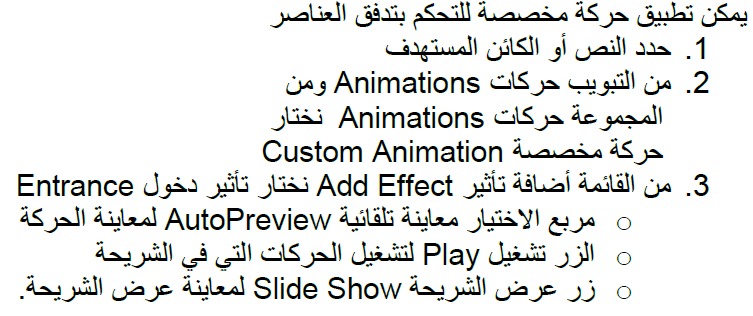 يمكن تطبيق حركة مخصصة للتحكم بتدفق العناصر
1. حدد النص أو الكائن المستهدف
2. من التبويب حركات Animations ومن
المجموعة حركات Animations نختار
حركة مخصصة Custom Animation
3. من القائمة أضافة تأثير Add Effect نختار تأثير دخول Entrance
o مربع الاختيار معاينة تلقائية AutoPreview لمعاينة الحركة
o الزر تشغيل Play لتشغيل الحركات التي في الشريحة
o زر عرض الشريحة Slide Show لمعاينة عرض الشريحة.